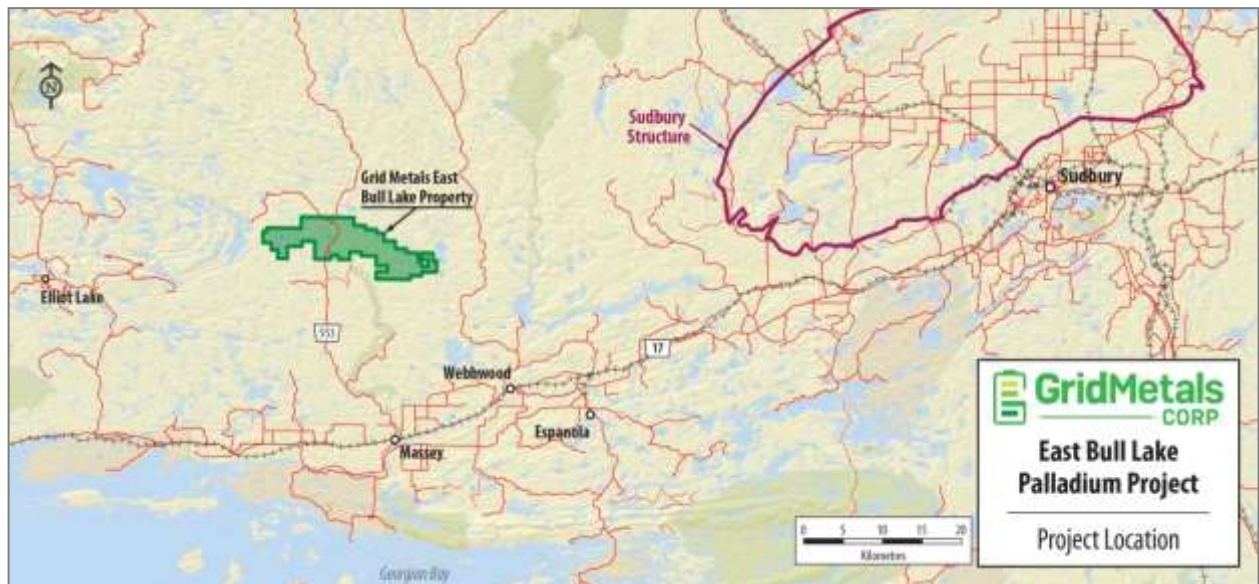 N
Sudbury
Structure
Sudbury
Grid Metals East
Bull Lake Property
Elliot Lake
553
17
Webbwood
Espanola
Massey
GridMetals
CORP
East Bull Lake
Palladium Project
Project Location
0 5 10 15 20
Kilometres
Georgian Bay